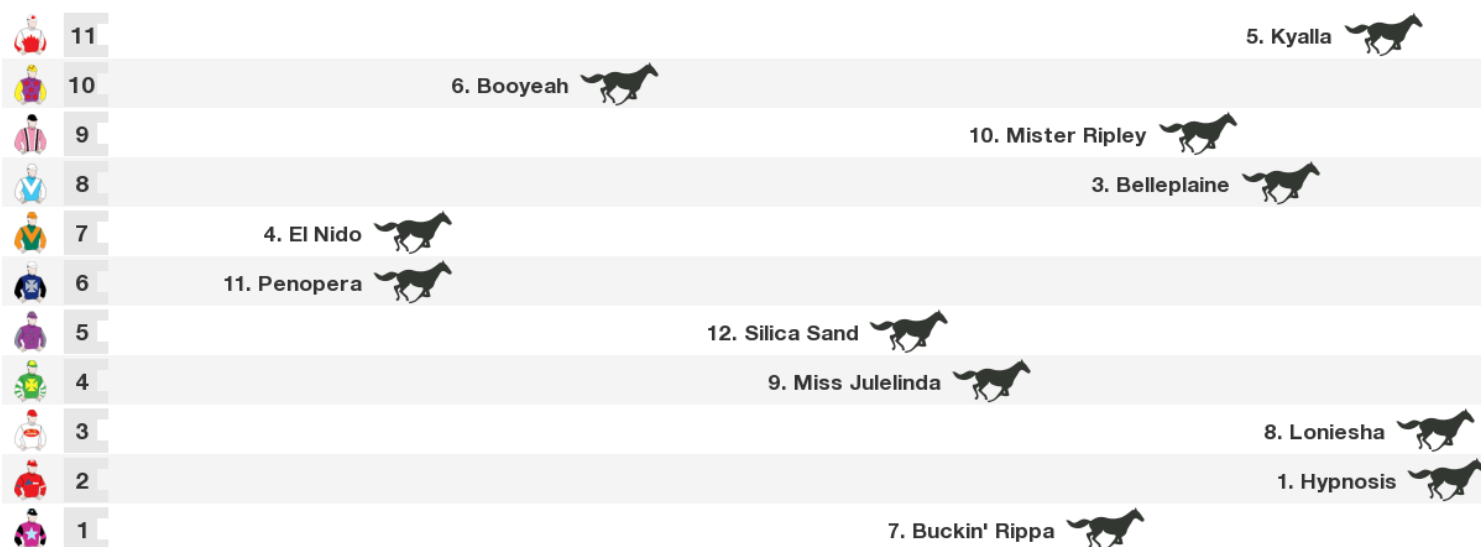 11 5. Kyalla
10 6. Booyeah
9 10. Mister Ripley
8 3. Belleplaine
7 4. El Nido
6 11. Penopera
5 12. Silica Sand
4 9. Miss Julelinda
3 8. Loniesha
2 1. Hypnosis
1 7. Buckin' Rippa